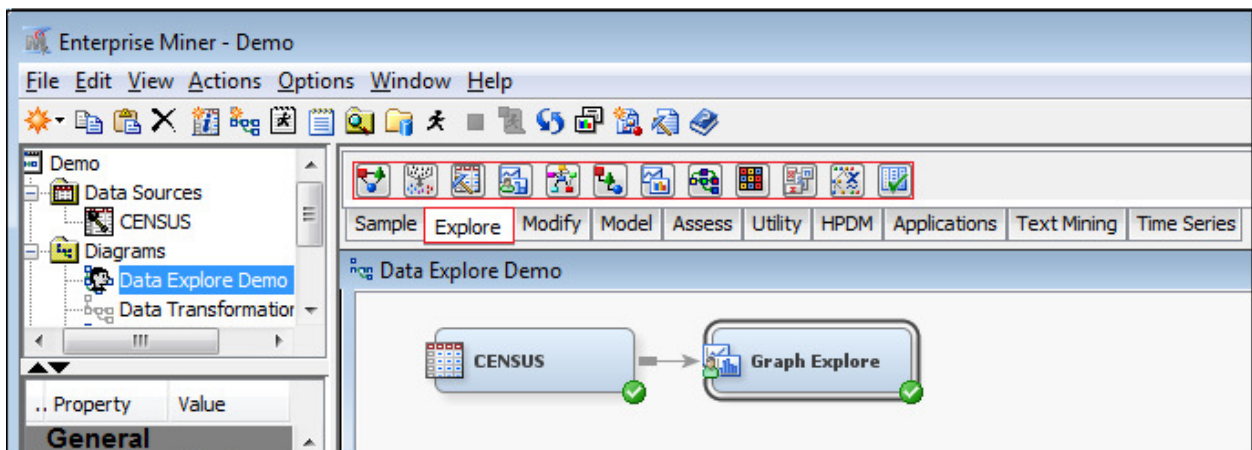 Enterprise Miner - Demo
File Edit View Actions Options Window Help
Demo
Data Sources
CENSUS
Diagrams
Data Explore Demo
Data Transformation
.. Property Value
General
Sample Explore Modify Model Assess Utility HPDM Applications Text Mining Time Series
Data Explore Demo
CENSUS
Graph Explore